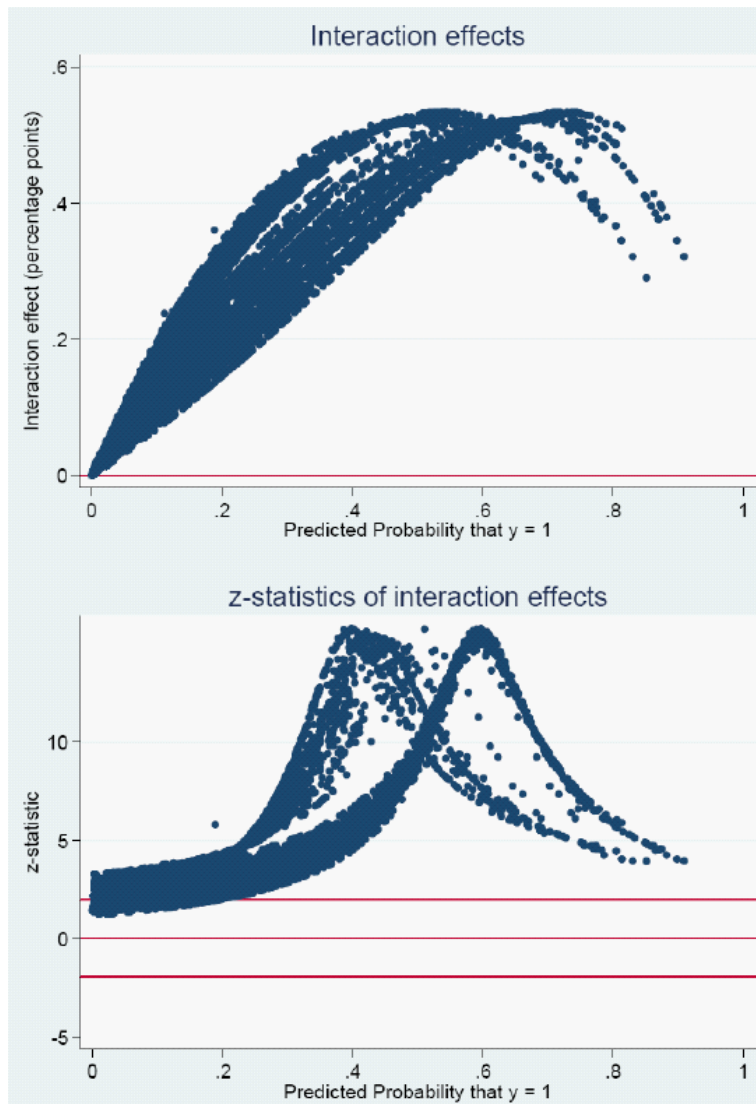 Interaction effects
Interaction effect (percentage points)
.6
.4
.2
0
0 .2 .4 .6 .8 1
Predicted Probability that y = 1
z-statistics of interaction effects
z-statistic
10
5
0
-5
0 .2 .4 .6 .8 1
Predicted Probability that y = 1